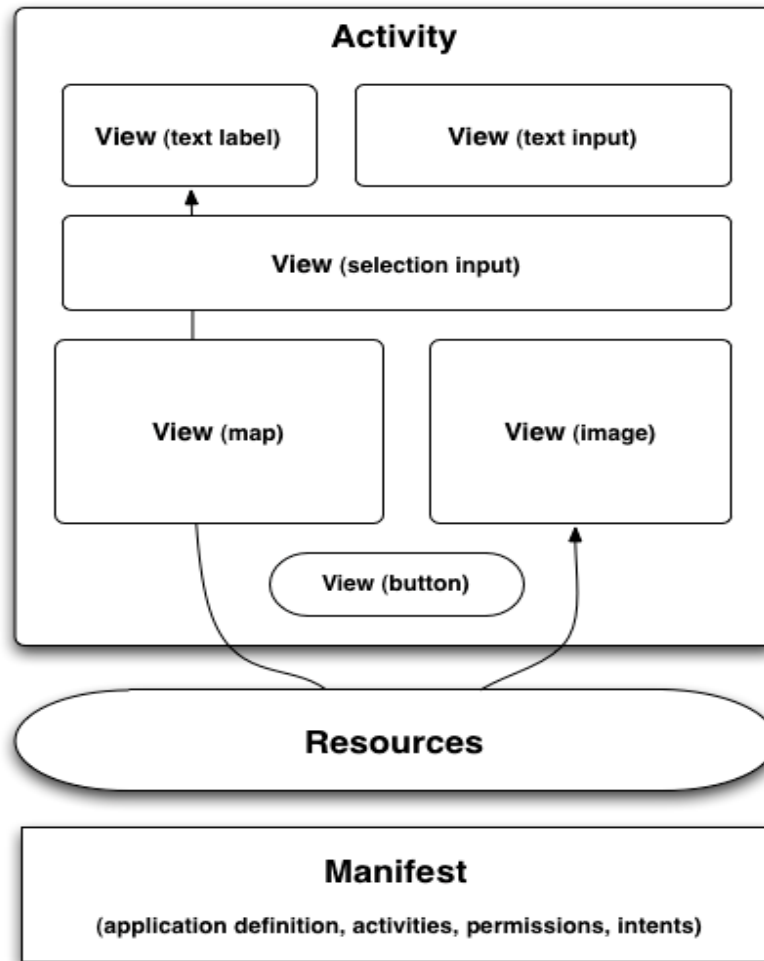 Activity
View (text label)
View (text input)
View (selection input)
View (map)
View (image)
View (button)
Resources
Manifest
(application definition, activities, permissions, intents)